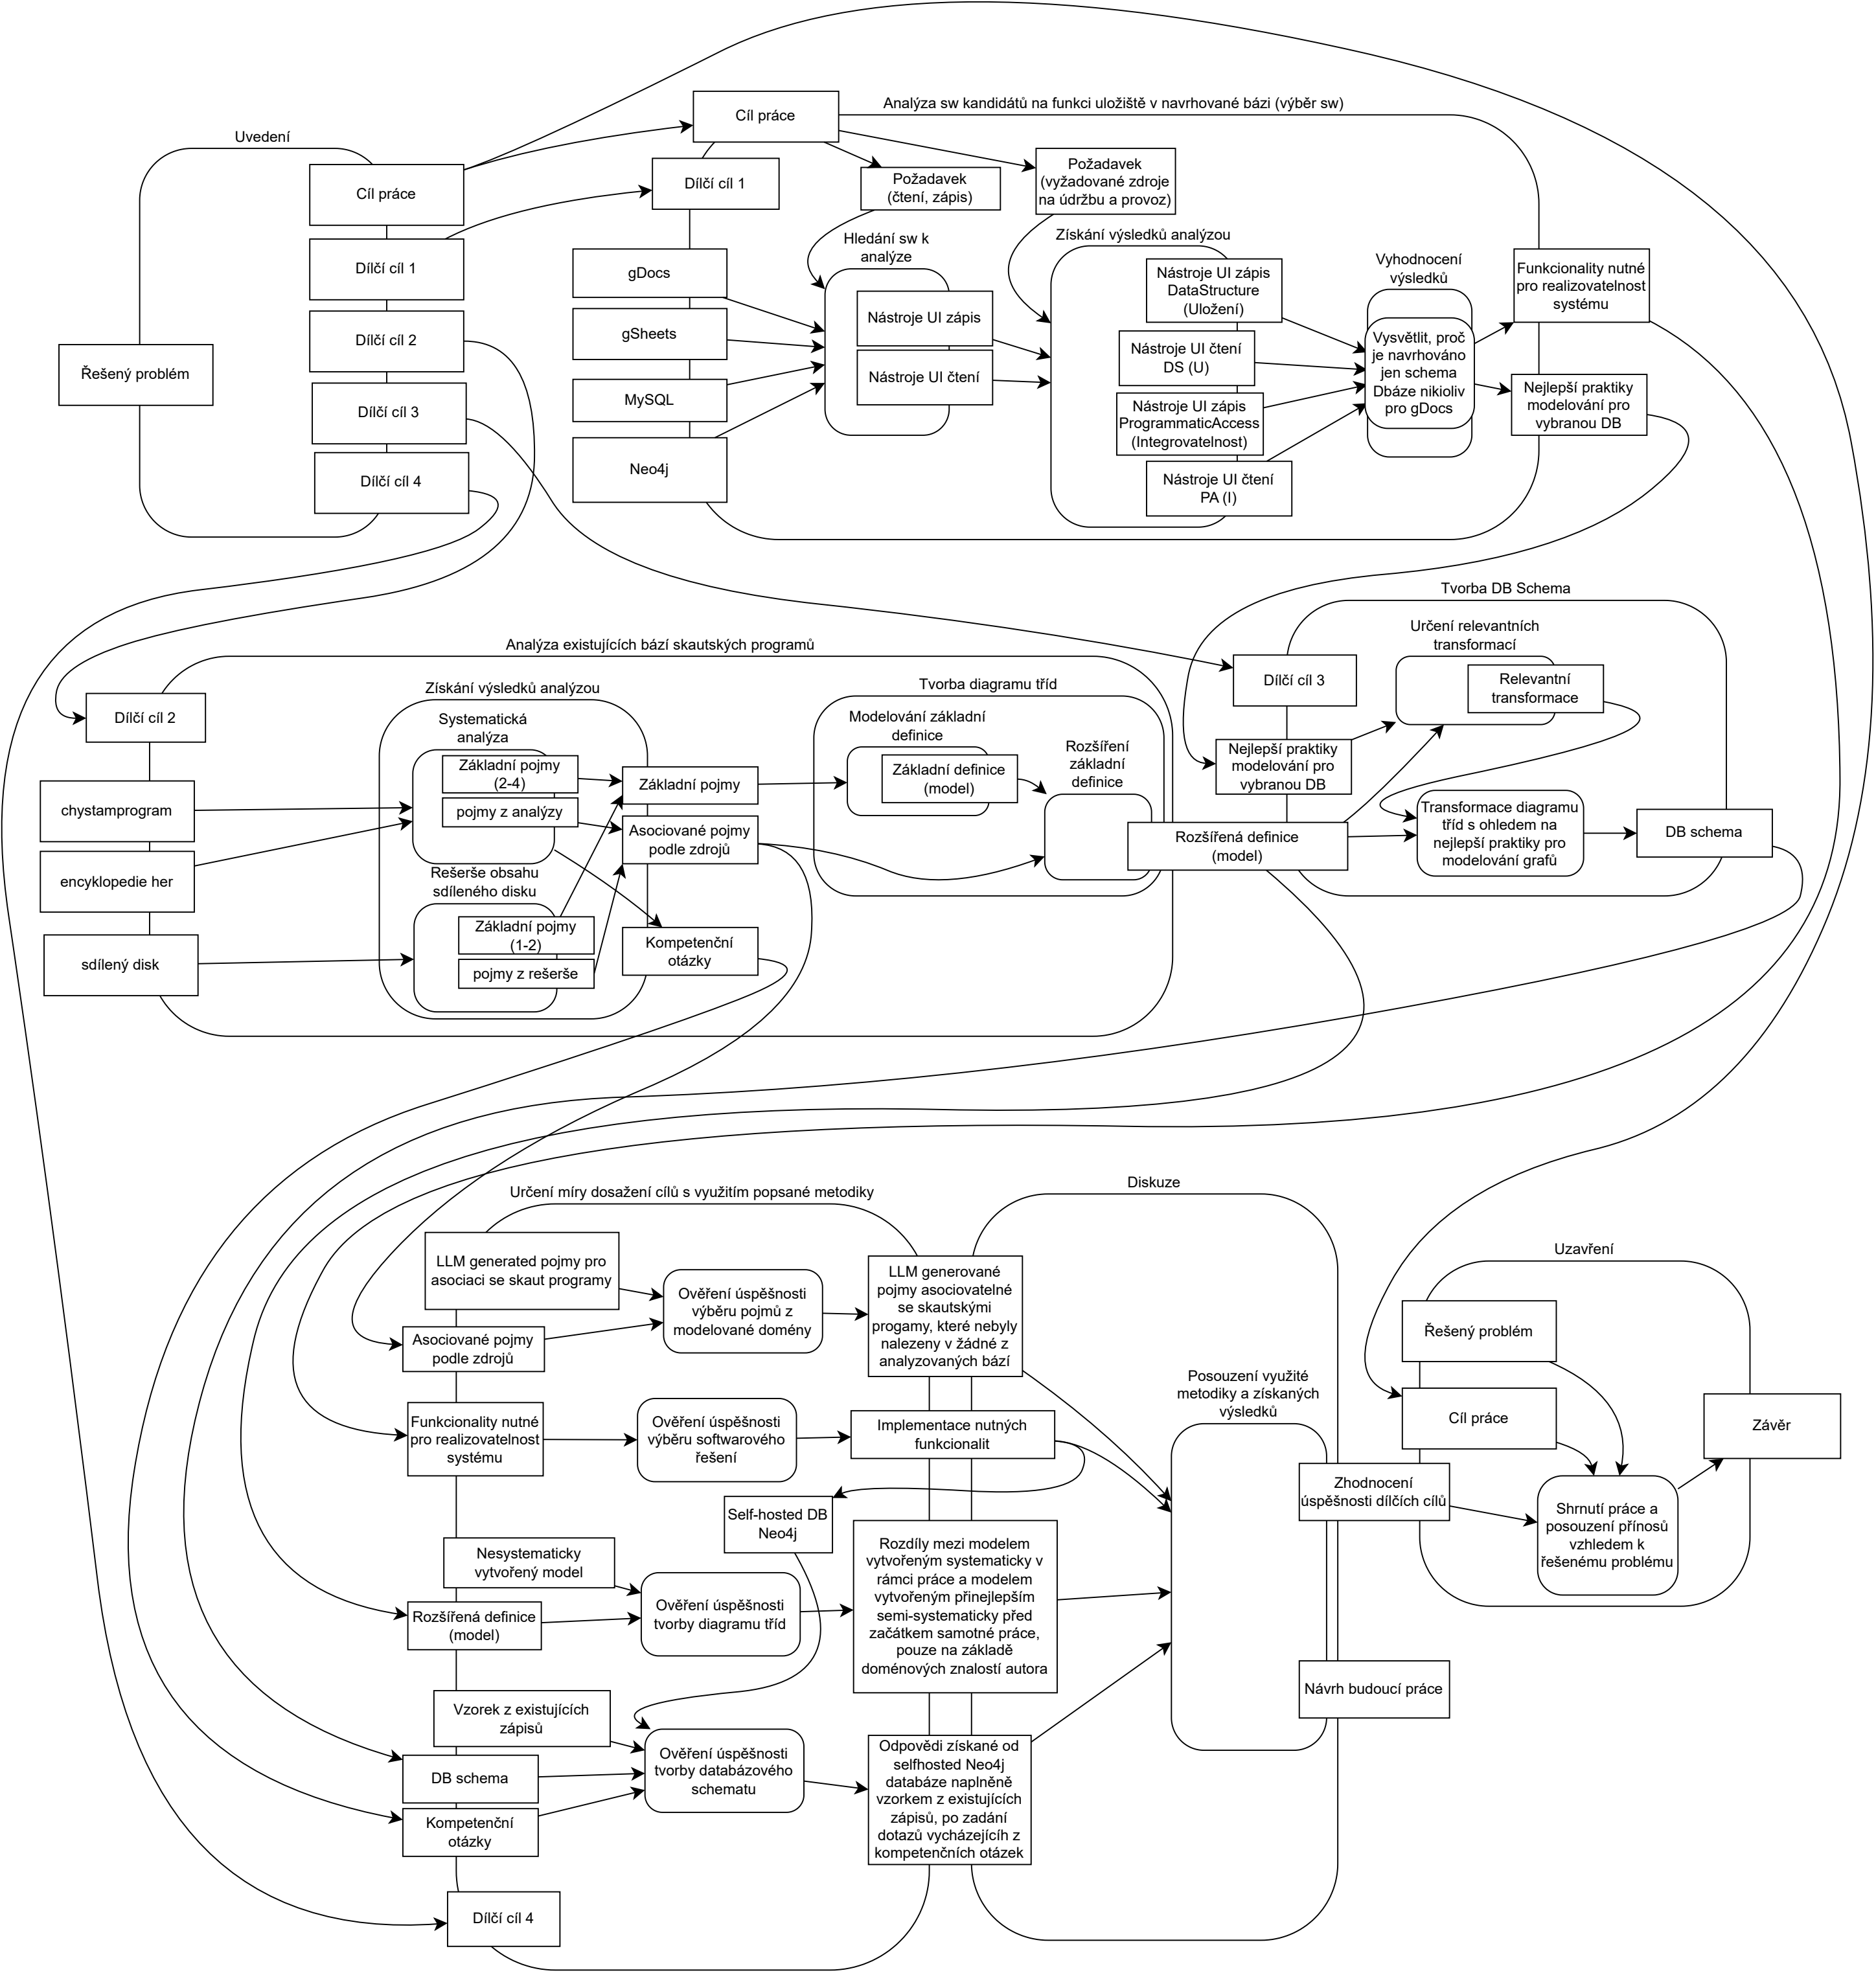 Uvedení
Řešený problém
Cíl práce
Dílčí cíl 1
Dílčí cíl 2
Dílčí cíl 3
Dílčí cíl 4
Analýza sw kandidátů na funkci uložiště v navrhované bázi (výběr sw)
Cíl práce
Dílčí cíl 1
gDocs
gSheets
MySQL
Neo4j
Požadavek
(čtení, zápis)
Požadavek
(vyžadované zdroje
na údržbu a provoz)
Hledání sw k
analýze
Nástroje UI zápis
Nástroje UI čtení
Získání výsledků analýzou
Nástroje UI zápis
DataStructure
(Uložení)
Nástroje UI čtení
DS (U)
Nástroje UI zápis
ProgrammaticAccess
(Integrovatelnost)
Nástroje UI čtení
PA (I)
Vyhodnocení
výsledků
Vysvětlit, proč
je navrhováno
jen schema
Dbáze nikioliv
pro gDocs
Funkcionality nutné
pro realizovatelnost
systému
Nejlepší praktiky
modelování pro
vybranou DB
Analýza existujících bází skautských programů
Dílčí cíl 2
chystamprogram
encyklopedie her
sdílený disk
Získání výsledků analýzou
Systematická
analýza
Základní pojmy
(2-4)
pojmy z analýzy
Rešerše obsahu
sdíleného disku
Základní pojmy
(1-2)
pojmy z rešerše
Základní pojmy
Asociované pojmy
podle zdrojů
Kompetenční
otázky
Tvorba diagramu tříd
Modelování základní
definice
Základní definice
(model)
Rozšíření
základní
definice
Rozšířená definice
(model)
Tvorba DB Schema
Dílčí cíl 3
Nejlepší praktiky
modelování pro
vybranou DB
Určení relevantních
transformací
Relevantní
transformace
Transformace diagramu
tříd s ohledem na
nejlepší praktiky pro
modelování grafů
DB schema
Určení míry dosažení cílů s využitím popsané metodiky
LLM generated pojmy pro
asociaci se skaut programy
Asociované pojmy
podle zdrojů
Ověření úspěšnosti
výběru pojmů z
modelované domény
Funkcionality nutné
pro realizovatelnost
systému
Ověření úspěšnosti
výběru softwarového
řešení
Self-hosted DB
Neo4j
Nesystematicky
vytvořený model
Rozšířená definice
(model)
Ověření úspěšnosti
tvorby diagramu tříd
Vzorek z existujících
zápisů
DB schema
Kompetenční
otázky
Ověření úspěšnosti
tvorby databázového
schematu
Dílčí cíl 4
Diskuze
LLM generované
pojmy asociovatelné
se skautskými
progamy, které nebyly
nalezeny v žádné z
analyzovaných bází
Implementace nutných
funkcionalit
Rozdíly mezi modelem
vytvořeným systematicky v
rámci práce a modelem
vytvořeným přinejlepším
semi-systematicky před
začátkem samotné práce,
pouze na základě
doménových znalostí autora
Odpovědi získané od
selfhosted Neo4j
databáze naplněně
vzorkem z existujících
zápisů, po zadání
dotazů vycházejícíh z
kompetenčních otázek
Posouzení využité
metodiky a získaných
výsledků
Zhodnocení
úspěšnosti dílčích cílů
Návrh budoucí práce
Uzavření
Řešený problém
Cíl práce
Shrnutí práce a
posouzení přínosů
vzhledem k
řešenému problému
Závěr